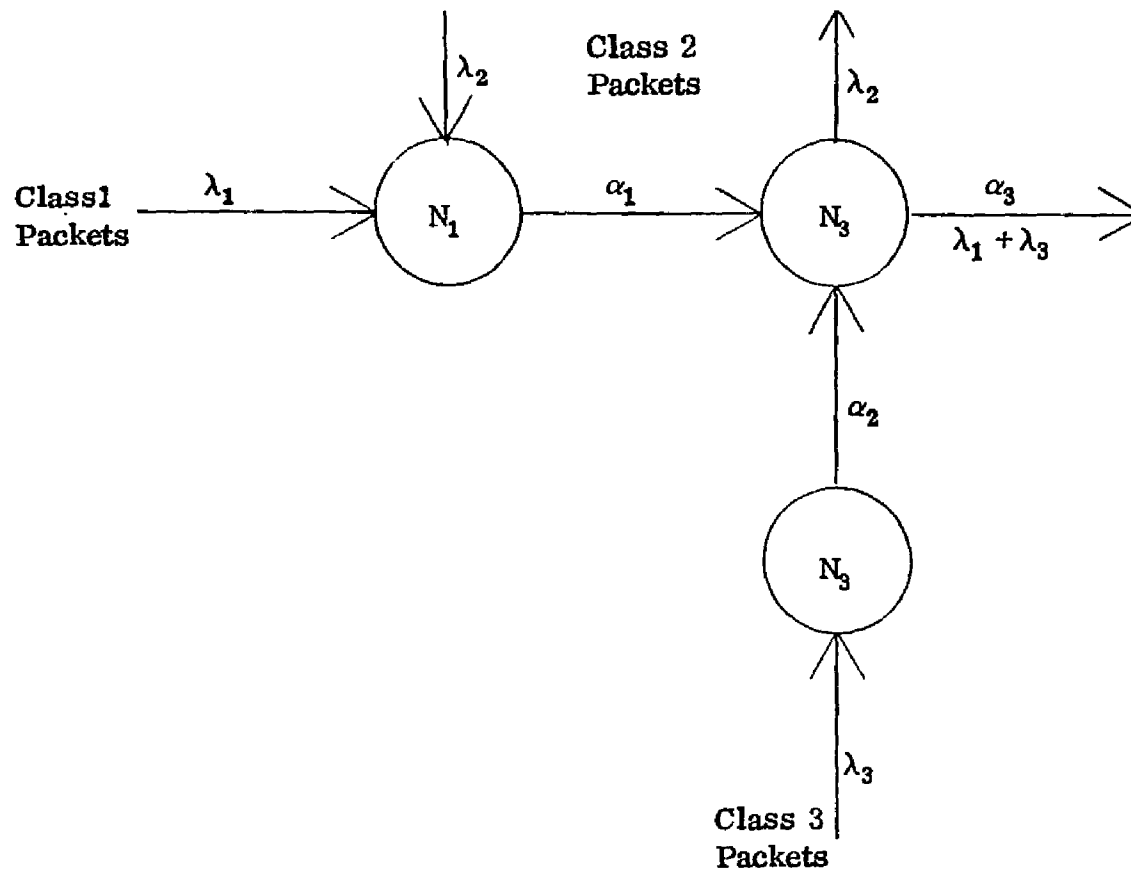 Class 2
Packets
λ₂
λ₂
Class1
Packets
λ₁
N₁
α₁
N₃
α₃
λ₁ + λ₃
α₂
N₃
λ₃
Class 3
Packets